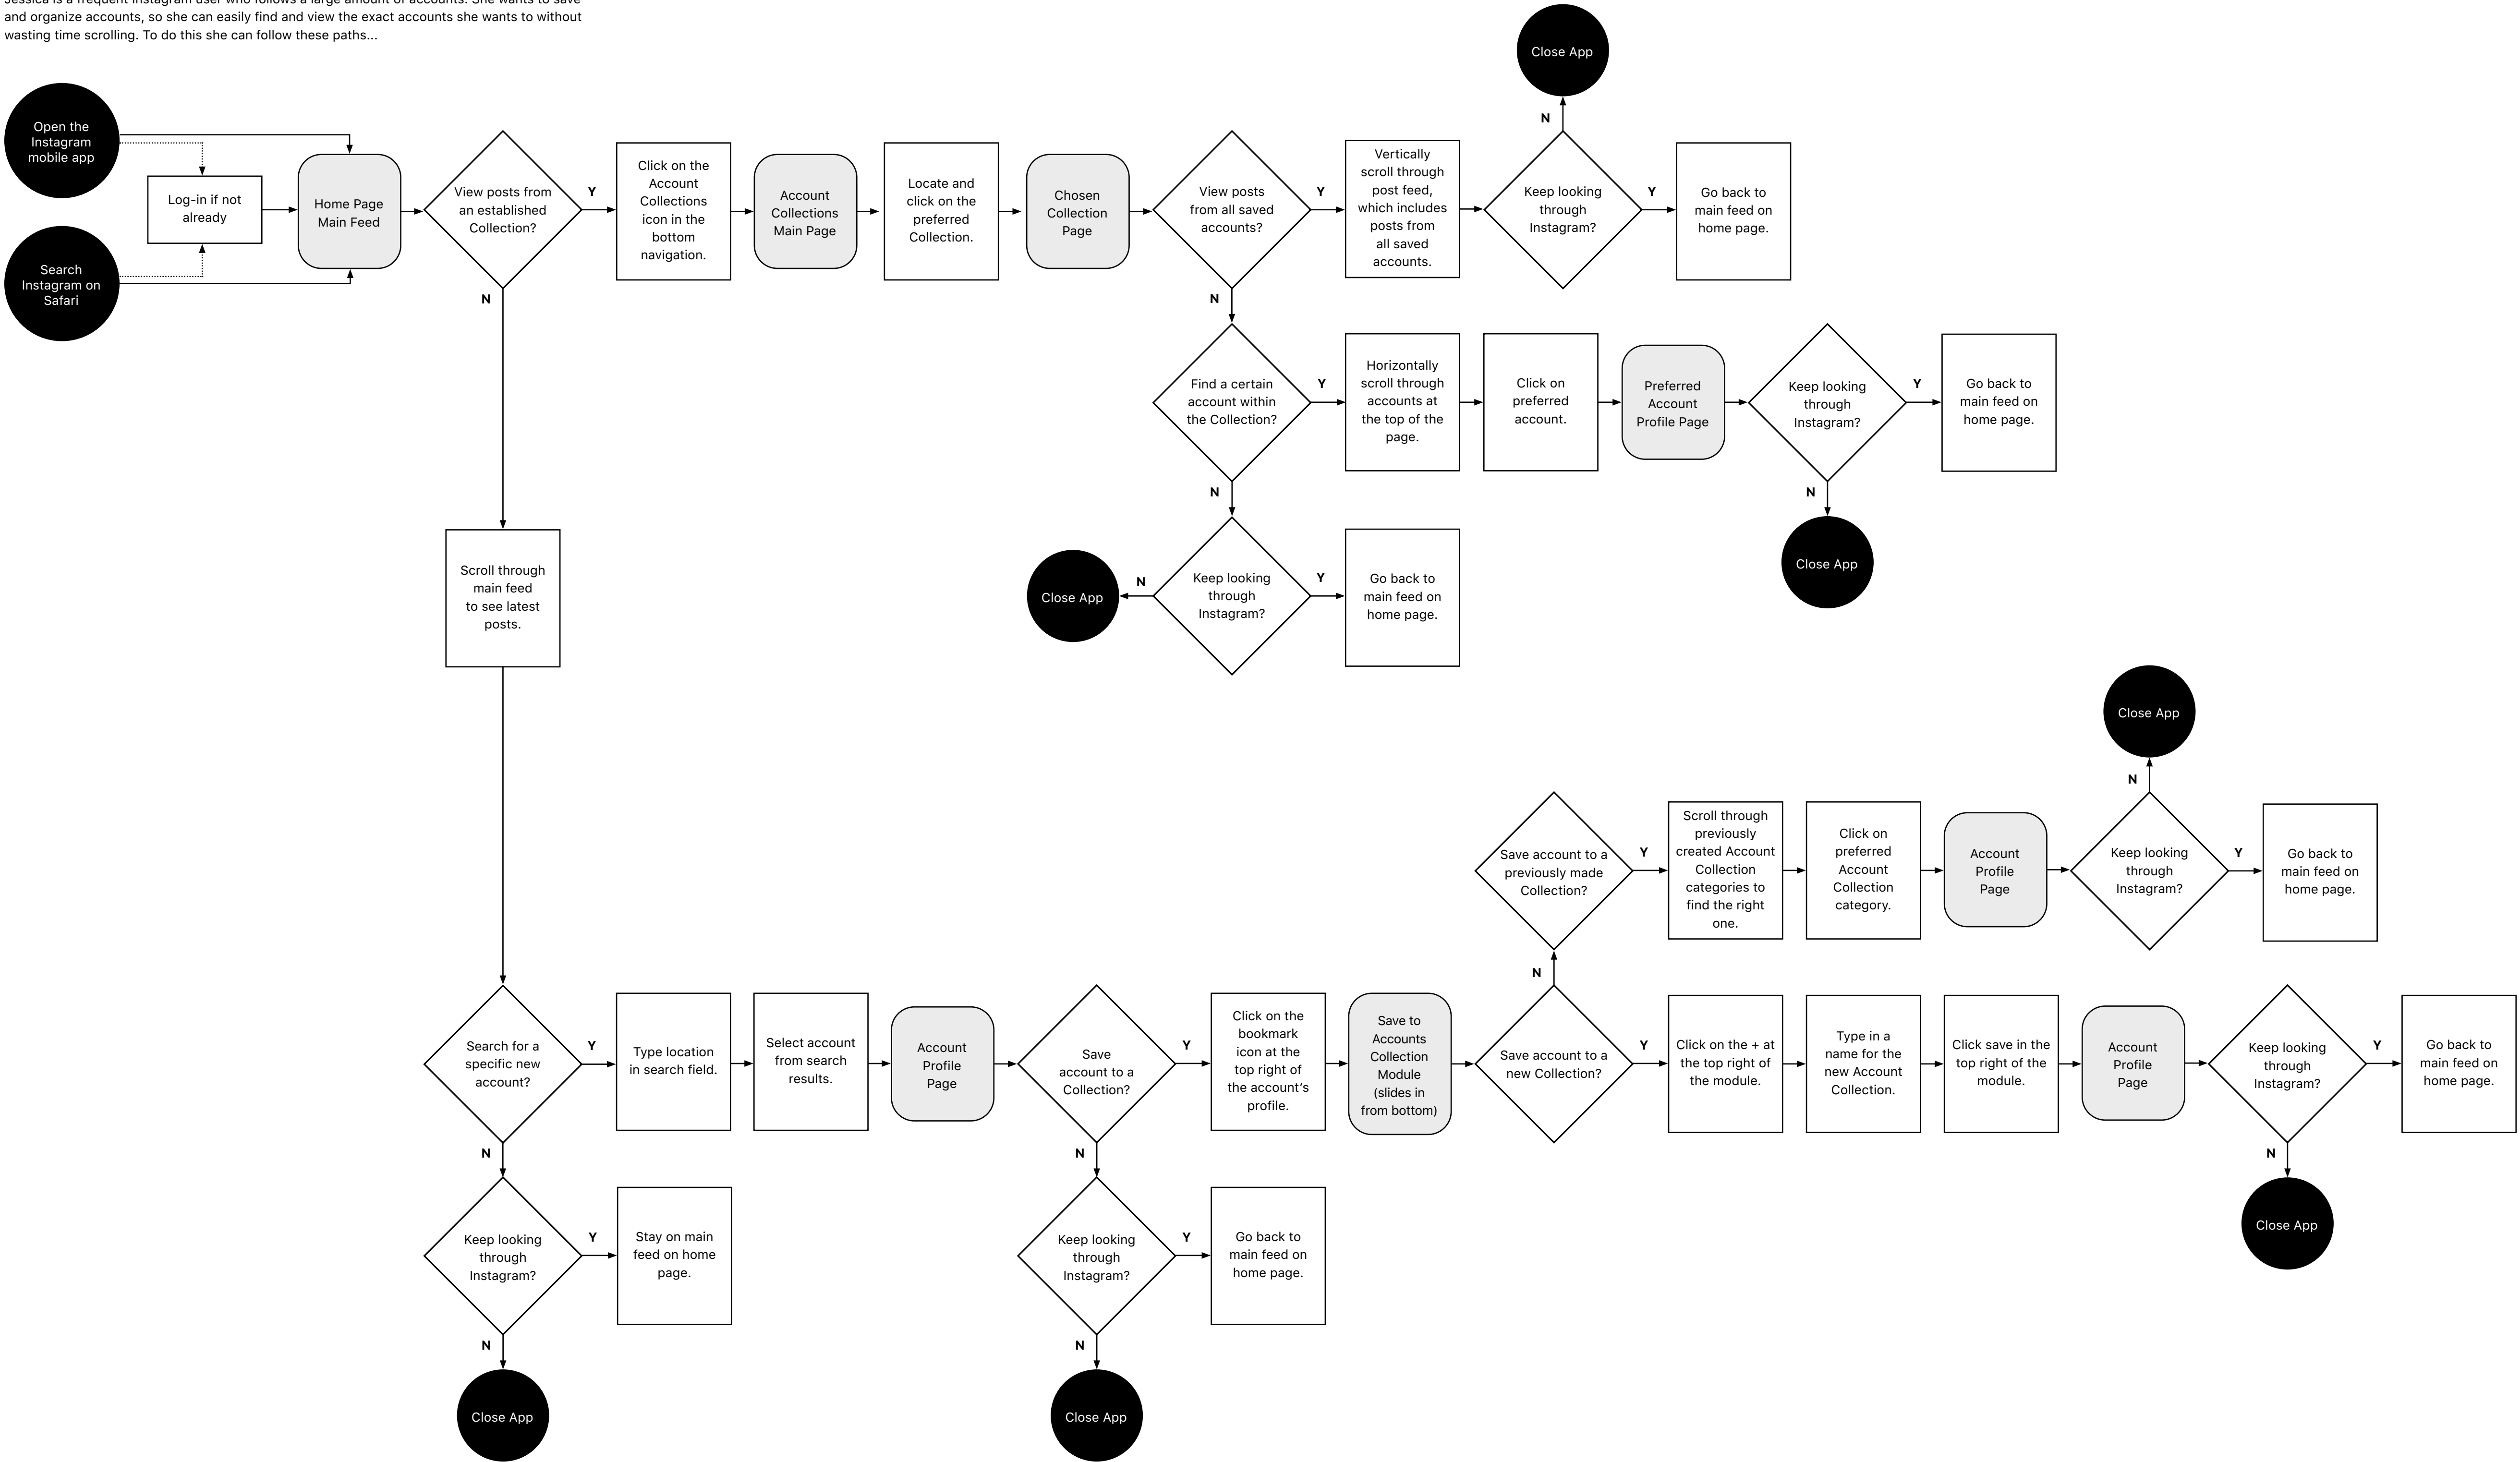 Jessica is a frequent Instagram user who follows a large amount of accounts. She wants to save
and organize accounts, so she can easily find and view the exact accounts she wants to without
wasting time scrolling. To do this she can follow these paths...
Close App
N
Open the
Instagram
mobile app
Log-in if not
already
Search
Instagram on
Safari
Home Page
Main Feed
View posts from
an established
Collection?
Y
N
Click on the
Account
Collections
icon in the
bottom
navigation.
Account
Collections
Main Page
Locate and
click on the
preferred
Collection.
Chosen
Collection
Page
View posts
from all saved
accounts?
Y
N
Vertically
scroll through
post feed,
which includes
posts from
all saved
accounts.
Keep looking
through
Instagram?
Y
Go back to
main feed on
home page.
Find a certain
account within
the Collection?
Y
N
Horizontally
scroll through
accounts at
the top of the
page.
Click on
preferred
account.
Preferred
Account
Profile Page
Keep looking
through
Instagram?
Y
N
Go back to
main feed on
home page.
Close App
Close App
N
Keep looking
through
Instagram?
Y
Go back to
main feed on
home page.
Scroll through
main feed
to see latest
posts.
Close App
N
Save account to a
previously made
Collection?
Y
Scroll through
previously
created Account
Collection
categories to
find the right
one.
Click on
preferred
Account
Collection
category.
Account
Profile
Page
Keep looking
through
Instagram?
Y
Go back to
main feed on
home page.
N
Search for a
specific new
account?
Y
N
Type location
in search field.
Select account
from search
results.
Account
Profile
Page
Save
account to a
Collection?
Y
N
Click on the
bookmark
icon at the
top right of
the account's
profile.
Save to
Accounts
Collection
Module
(slides in
from bottom)
Save account to a
new Collection?
Y
Click on the + at
the top right of
the module.
Type in a
name for the
new Account
Collection.
Click save in the
top right of the
module.
Account
Profile
Page
Keep looking
through
Instagram?
Y
N
Go back to
main feed on
home page.
Close App
Keep looking
through
Instagram?
Y
N
Stay on main
feed on home
page.
Close App
Keep looking
through
Instagram?
Y
N
Go back to
main feed on
home page.
Close App